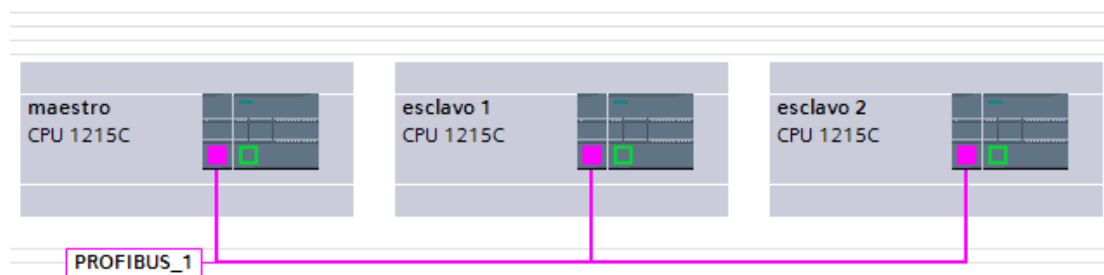 maestro
CPU 1215C
esclavo 1
CPU 1215C
esclavo 2
CPU 1215C
PROFIBUS_1